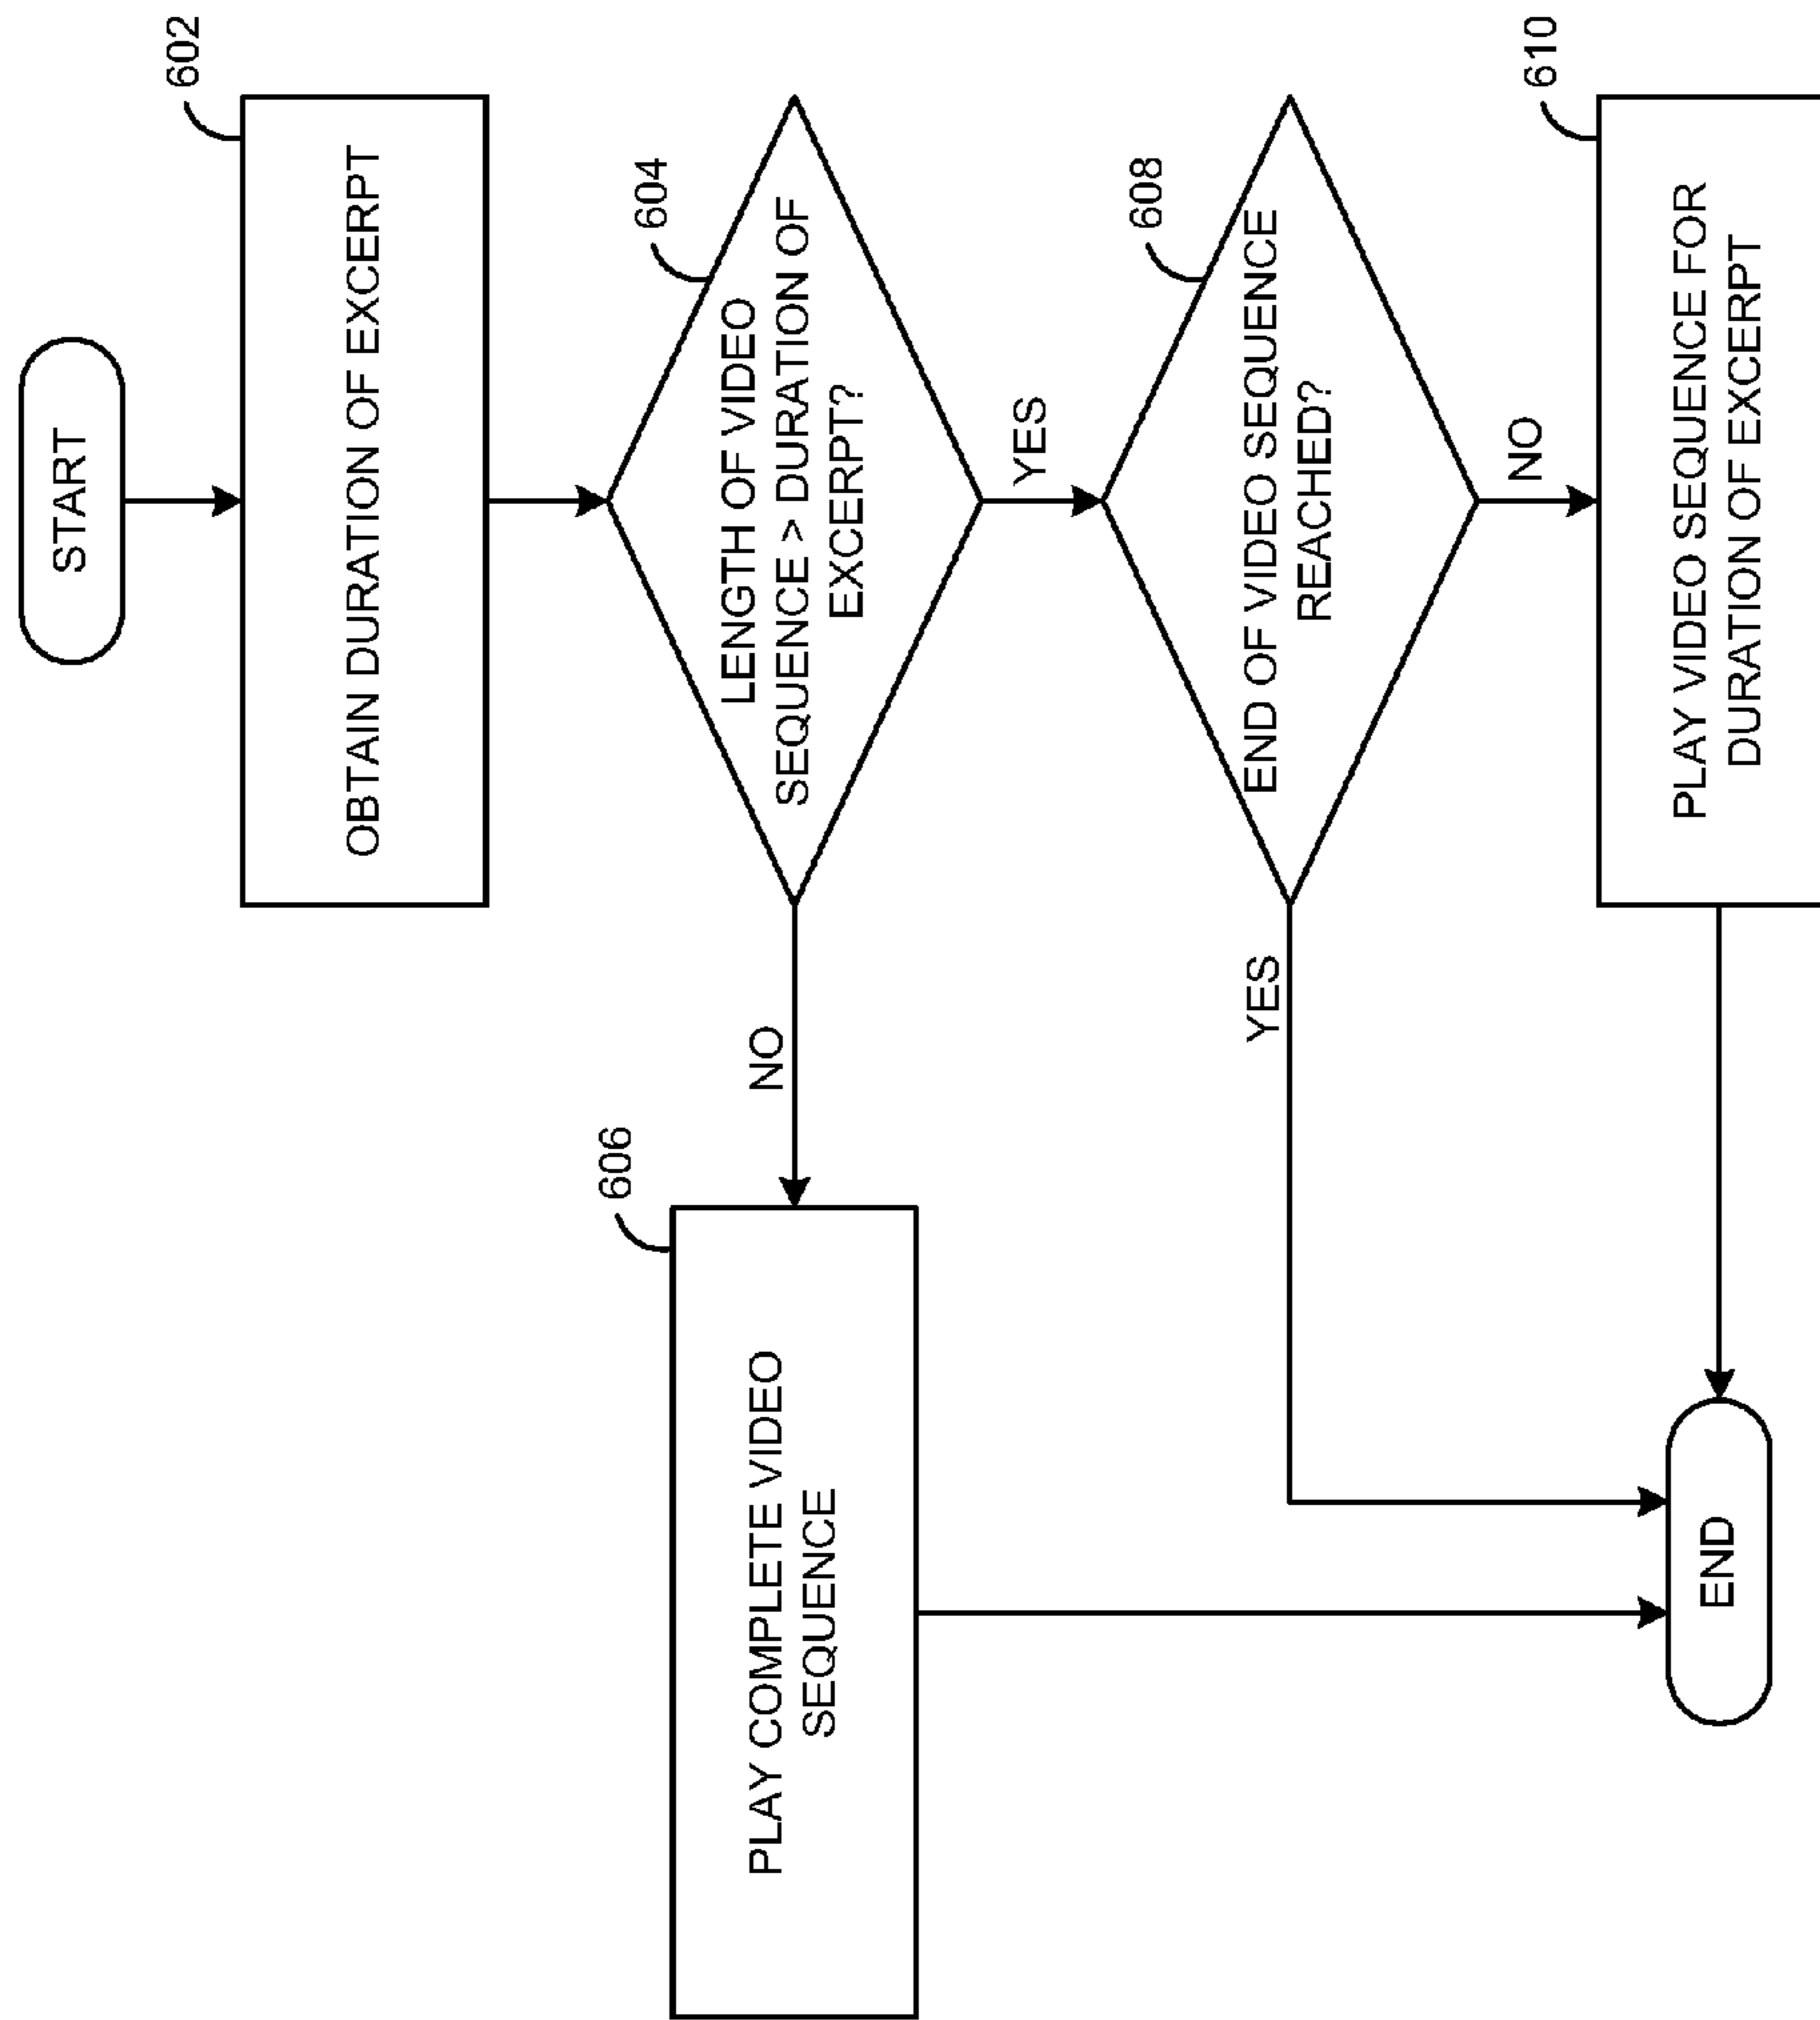 START
602
OBTAIN DURATION OF EXCERPT
604
LENGTH OF VIDEO
SEQUENCE > DURATION OF
EXCERPT?
NO
606
PLAY COMPLETE VIDEO
SEQUENCE
YES
608
END OF VIDEO SEQUENCE
REACHED?
YES
NO
610
PLAY VIDEO SEQUENCE FOR
DURATION OF EXCERPT
END